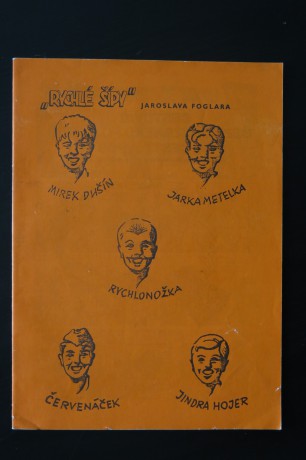 „RYCHLÉ ŠÍPY" JAROSLAVA FOGLARA
MIREK DUŠÍN
JARKA METELKA
RYCHLONOŽKA
ČERVENÁČEK
JINDRA HOJER